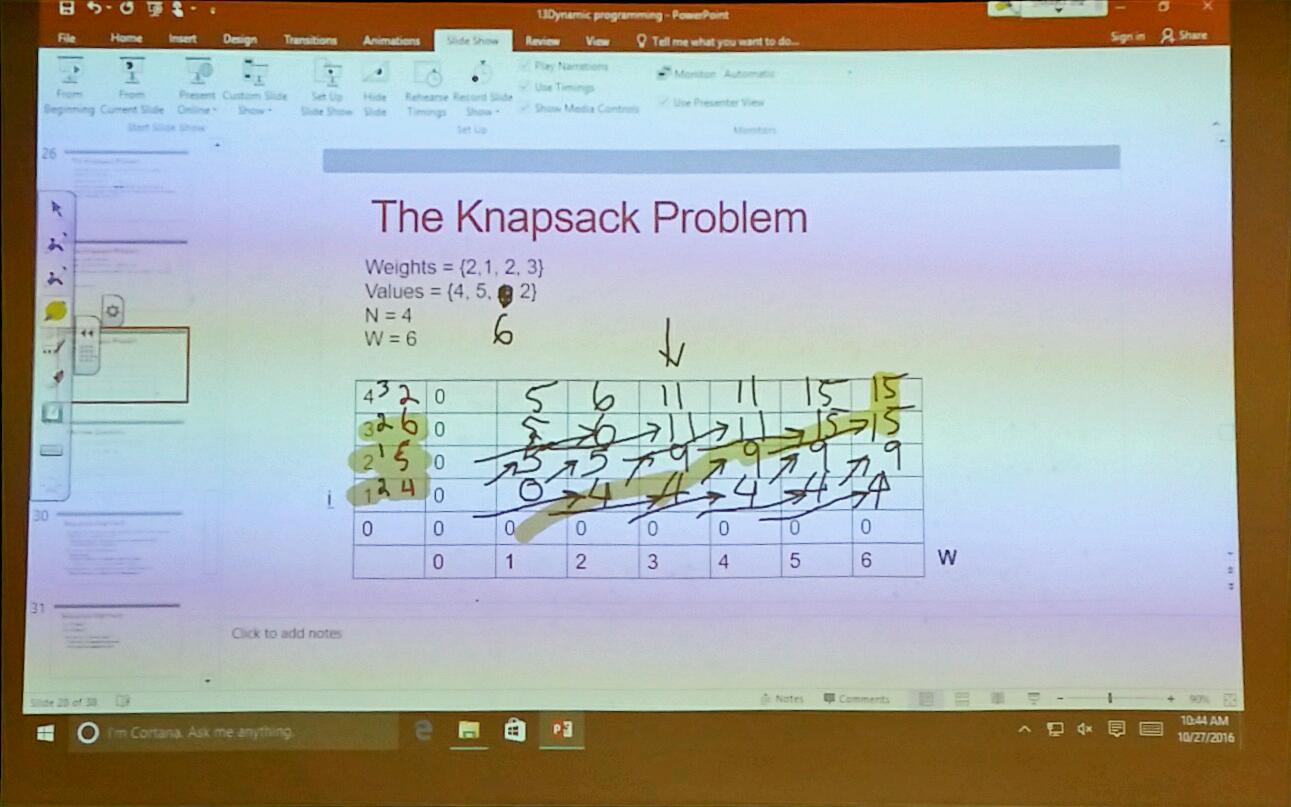 13Dynamic programming - PowerPoint
File Home Insert Design Transitions Animations Slide Show Review View Tell me what you want to do... Sign in Share
From Beginning From Current Slide Present Online Custom Slide Show Set Up Slide Show Hide Slide Rehearse Timings Record Slide Show
Play Narrations
Use Timings
Show Media Controls
Monitor: Automatic
Use Presenter View
Start Slide Show Set Up Monitors
26
The Knapsack Problem
Weights = {2,1, 2, 3}
Values = {4, 5, 2}
6
N = 4
W = 6
4 3 2 0 5 6 11 11 15 15
3 2 6 0 5 6 11 11 15 15
2 1 5 0 5 5 9 9 9 9
i 1 2 4 0 0 4 4 4 4 4
0 0 0 0 0 0 0 0
0 1 2 3 4 5 6 W
30
31
Click to add notes
Slide 28 of 38 Notes Comments 90%
I'm Cortana. Ask me anything.
10:44 AM
10/27/2016